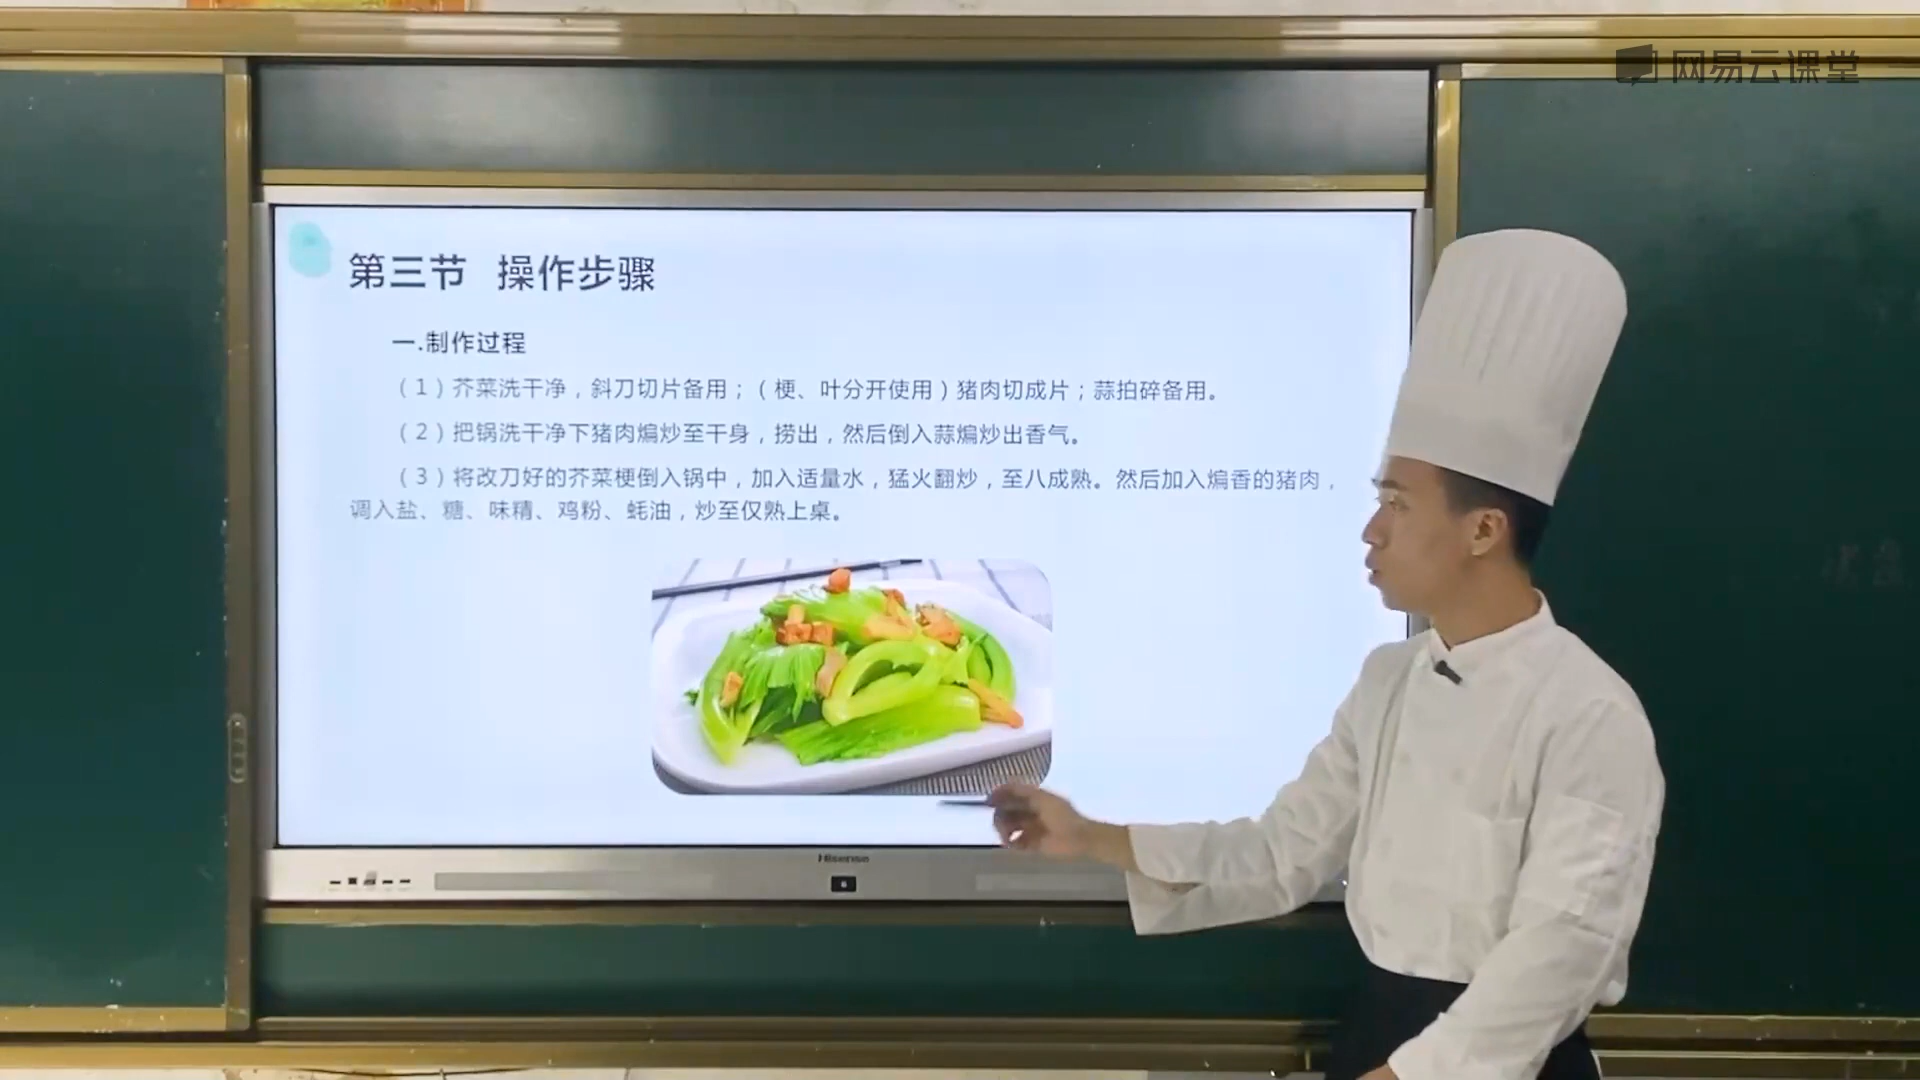 网易云课堂
第三节 操作步骤
一.制作过程
（1）芥菜洗干净，斜刀切片备用；（梗、叶分开使用）猪肉切成片；蒜拍碎备用。
（2）把锅洗干净下猪肉煸炒至干身，捞出，然后倒入蒜煸炒出香气。
（3）将改刀好的芥菜梗倒入锅中，加入适量水，猛火翻炒，至八成熟。然后加入煸香的猪肉，
调入盐、糖、味精、鸡粉、蚝油，炒至仅熟上桌。
Hisense